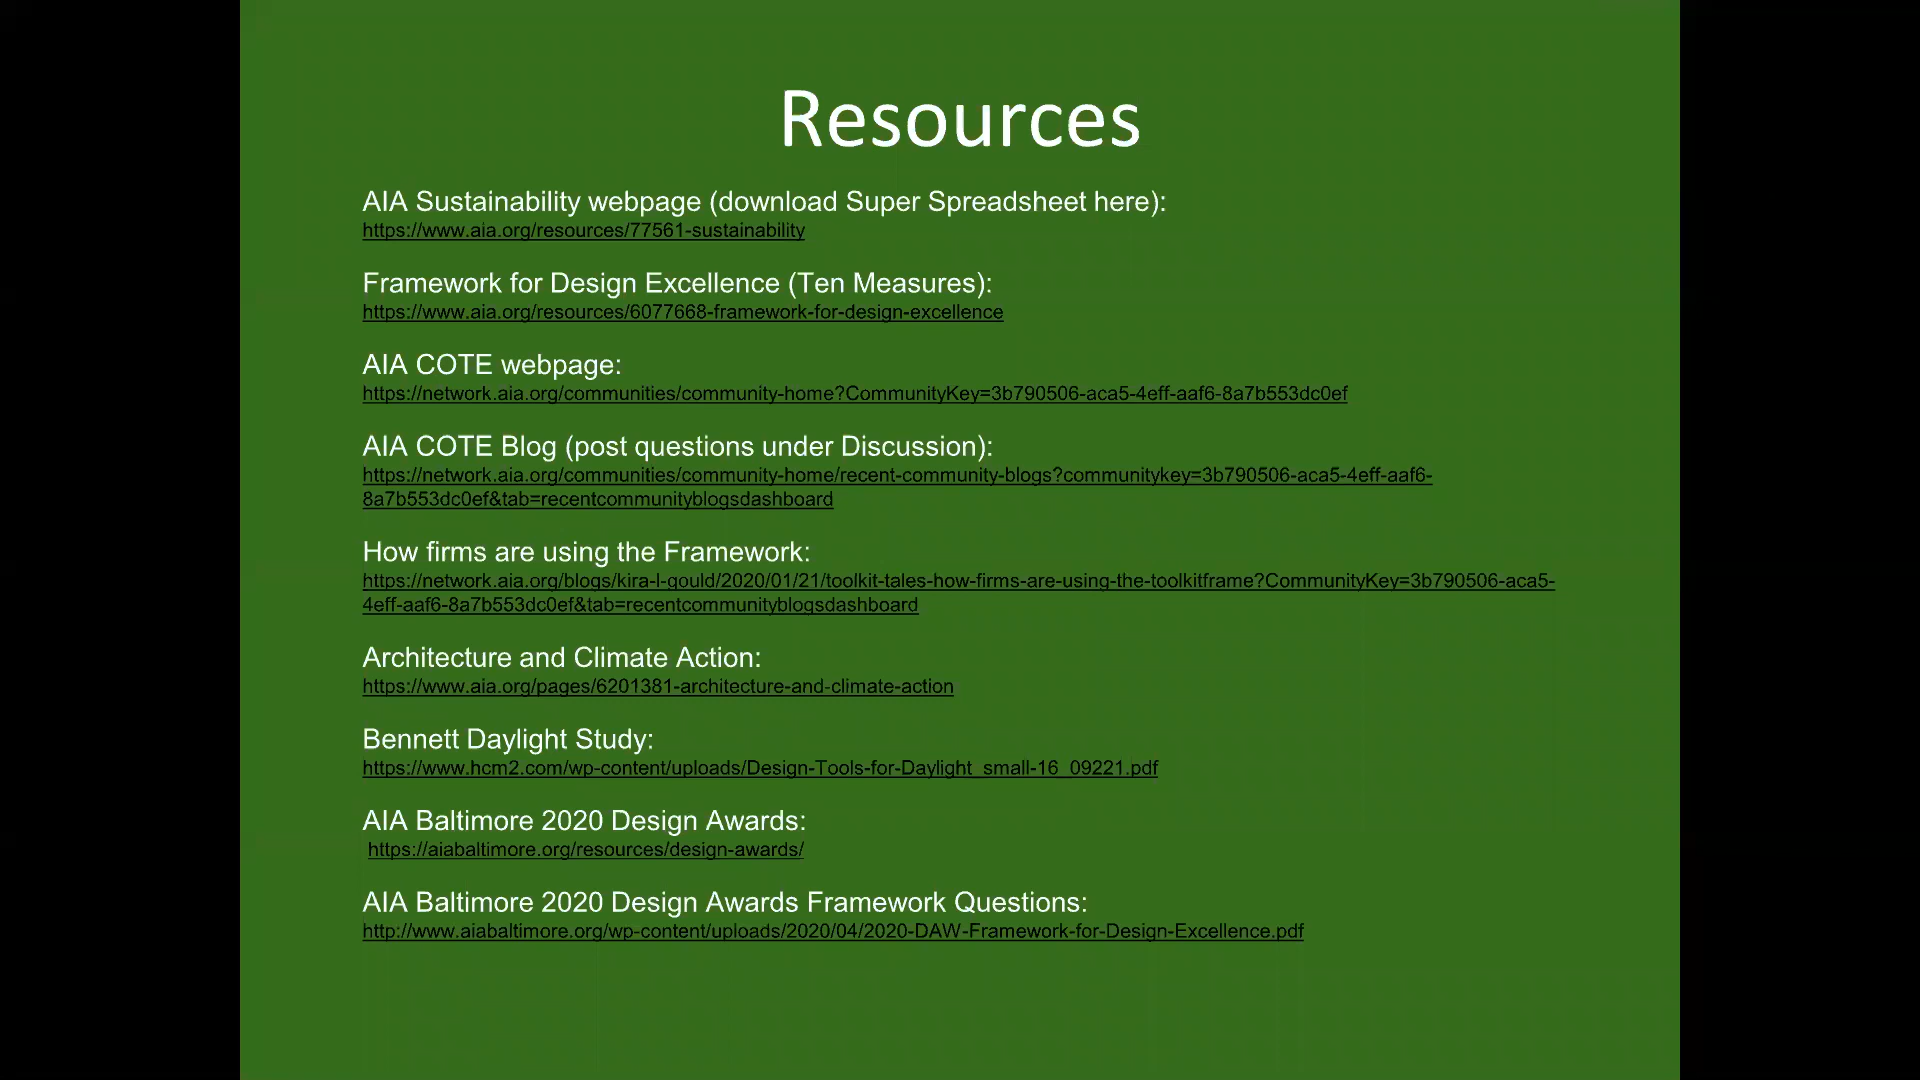 Resources
AIA Sustainability webpage (download Super Spreadsheet here):
https://www.aia.org/resources/77561-sustainability
Framework for Design Excellence (Ten Measures):
https://www.aia.org/resources/6077668-framework-for-design-excellence
AIA COTE webpage:
https://network.aia.org/communities/community-home?CommunityKey=3b790506-aca5-4eff-aaf6-8a7b553dc0ef
AIA COTE Blog (post questions under Discussion):
https://network.aia.org/communities/community-home/recent-community-blogs?communitykey=3b790506-aca5-4eff-aaf6-
8a7b553dc0ef&tab=recentcommunityblogsdashboard
How firms are using the Framework:
https://network.aia.org/blogs/kira-l-gould/2020/01/21/toolkit-tales-how-firms-are-using-the-toolkitframe?CommunityKey=3b790506-aca5-
4eff-aaf6-8a7b553dc0ef&tab=recentcommunityblogsdashboard
Architecture and Climate Action:
https://www.aia.org/pages/6201381-architecture-and-climate-action
Bennett Daylight Study:
https://www.hcm2.com/wp-content/uploads/Design-Tools-for-Daylight_small-16_09221.pdf
AIA Baltimore 2020 Design Awards:
https://aiabaltimore.org/resources/design-awards/
AIA Baltimore 2020 Design Awards Framework Questions:
http://www.aiabaltimore.org/wp-content/uploads/2020/04/2020-DAW-Framework-for-Design-Excellence.pdf